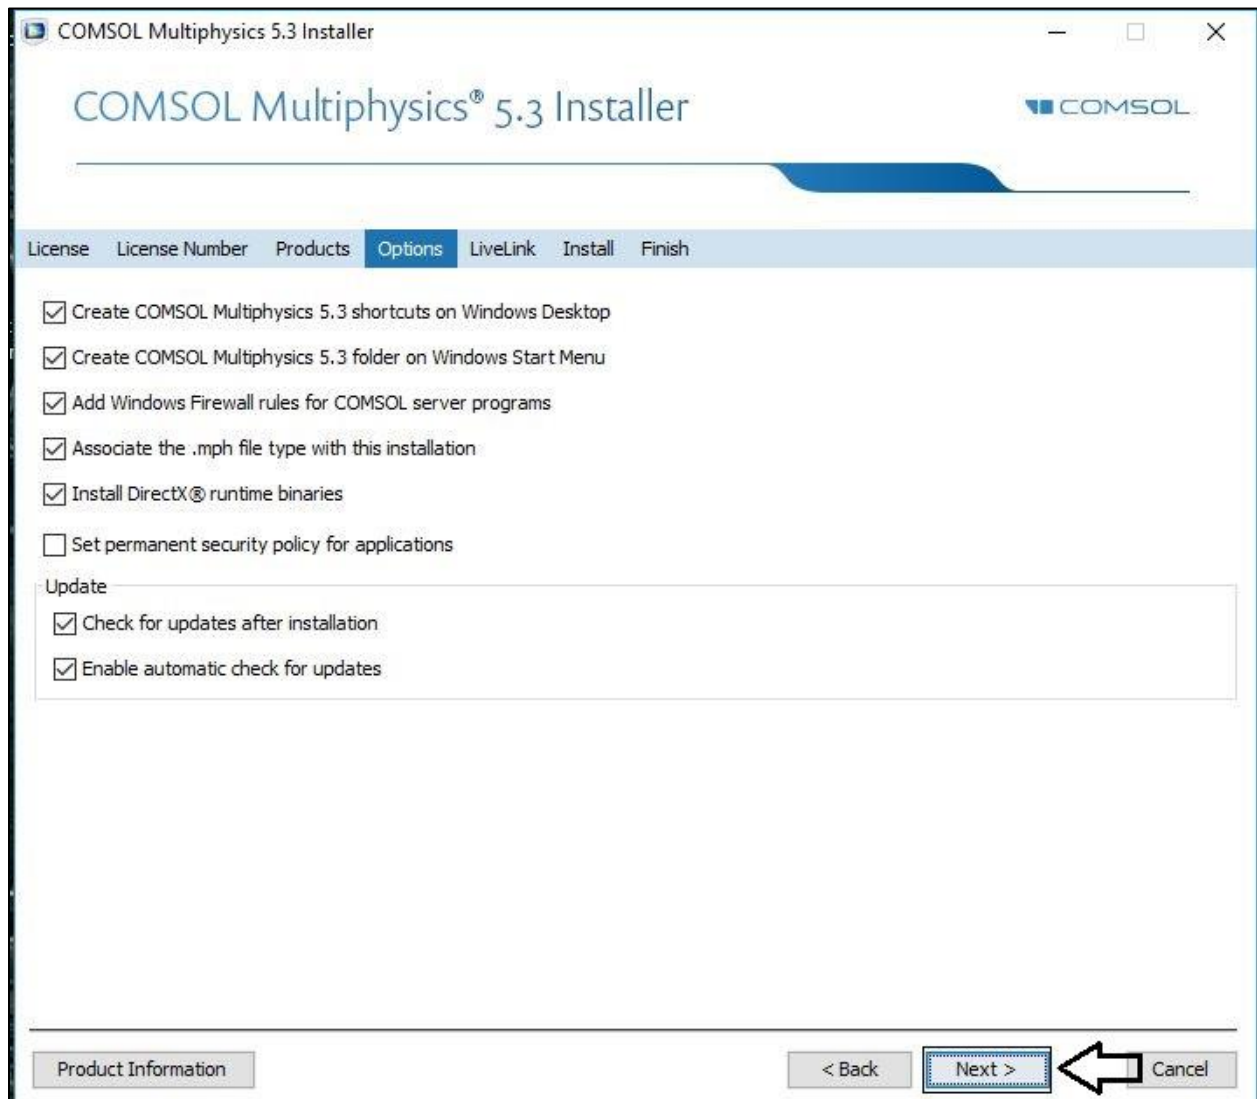 COMSOL Multiphysics 5.3 Installer
COMSOL Multiphysics® 5.3 Installer
COMSOL
License License Number Products Options LiveLink Install Finish
Create COMSOL Multiphysics 5.3 shortcuts on Windows Desktop
Create COMSOL Multiphysics 5.3 folder on Windows Start Menu
Add Windows Firewall rules for COMSOL server programs
Associate the .mph file type with this installation
Install DirectX® runtime binaries
Set permanent security policy for applications
Update
Check for updates after installation
Enable automatic check for updates
Product Information < Back Next > Cancel